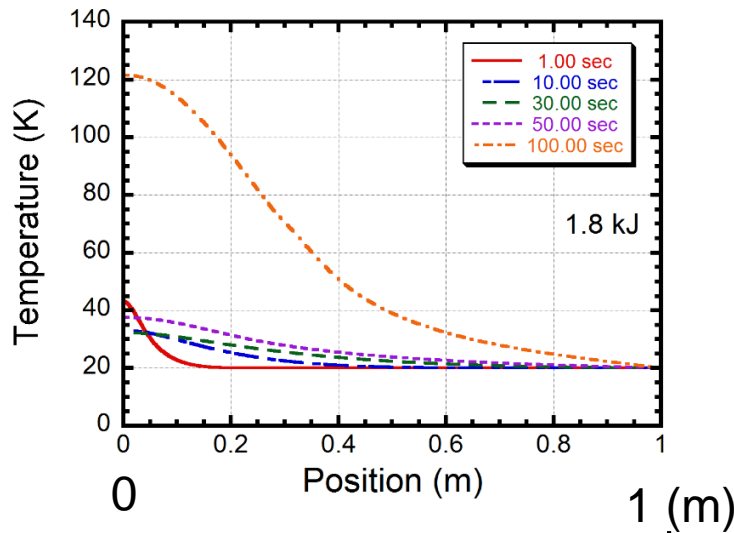 140
120
100
80
60
40
20
0
Temperature (K)
1.00 sec
10.00 sec
30.00 sec
50.00 sec
100.00 sec
1.8 kJ
0 0.2 0.4 0.6 0.8 1
Position (m)
0 1 (m)